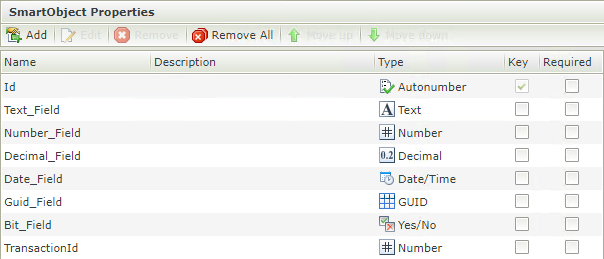 SmartObject Properties
Add Edit Remove Remove All Move up Move down
Name Description Type Key Required
Id Autonumber
Text_Field A Text
Number_Field # Number
Decimal_Field 0.2 Decimal
Date_Field Date/Time
Guid_Field GUID
Bit_Field Yes/No
TransactionId # Number